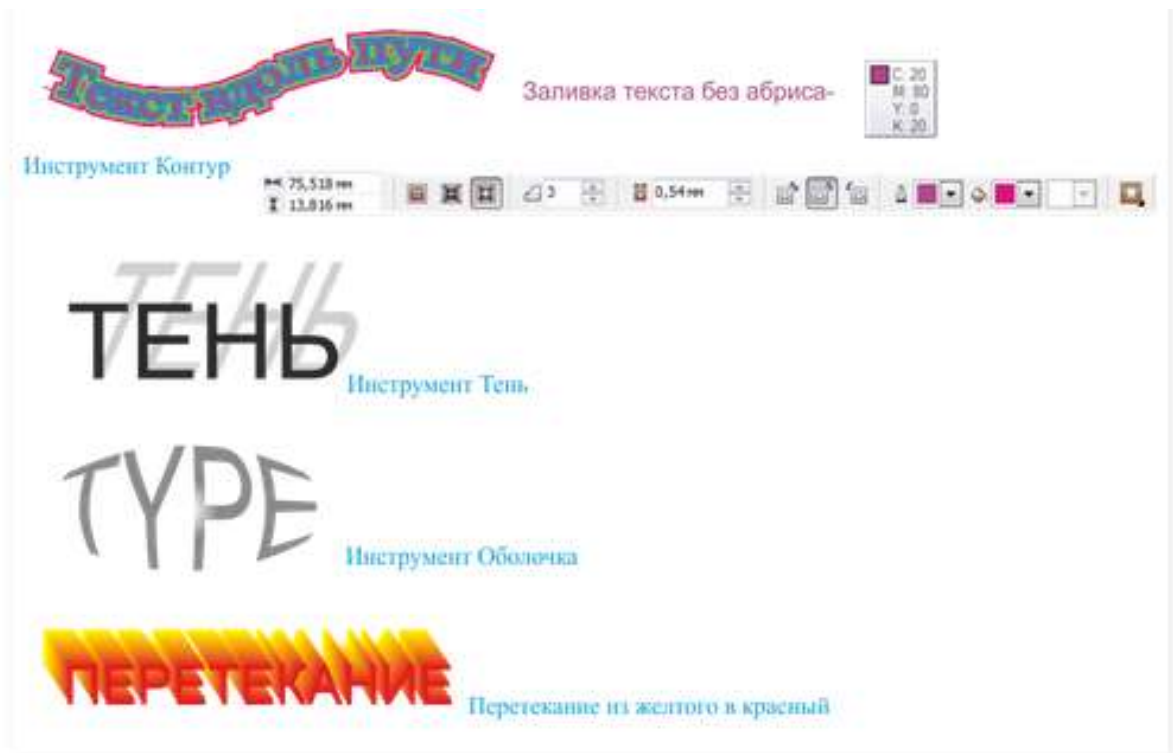 Текст вдоль пути
Заливка текста без абриса-
C: 20
M: 80
Y: 0
K: 20
Инструмент Контур
75,518 мм
13,816 мм
3
0,54 мм
ТЕНЬ
ТЕНЬ
Инструмент Тень
TYPE
Инструмент Оболочка
ПЕРЕТЕКАНИЕ
Перетекание из желтого в красный